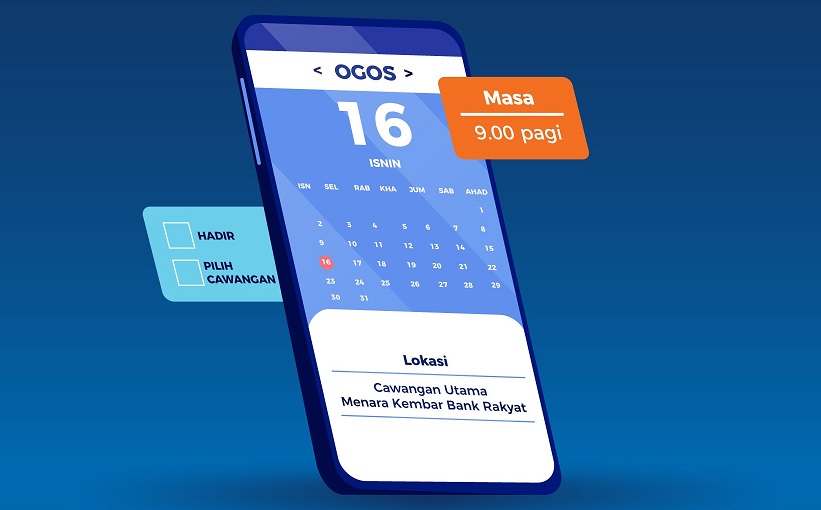 < OGOS >
16
ISNIN
Masa
9.00 pagi
ISN SEL RAB KHA JUM SAB AHAD
1
2 3 4 5 6 7 8
9 10 11 12 13 14 15
16 17 18 19 20 21 22
23 24 25 26 27 28 29
30 31
HADIR
PILIH
CAWANGAN
Lokasi
Cawangan Utama
Menara Kembar Bank Rakyat